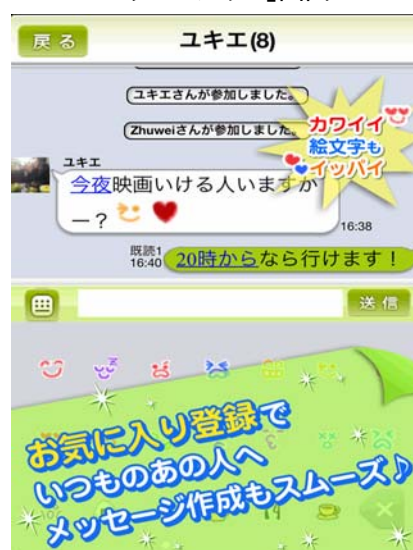 戻る
ユキエ(8)
ユキエさんが参加しました。
Zhuweiさんが参加しました。
カワイイ
絵文字も
イッパイ
ユキエ
今夜映画いける人いますか
ー?
16:38
既読1
16:40
20時からなら行けます!
送信
お気に入り登録で
いつものあの人へ
メッセージ作成もスムーズ♪